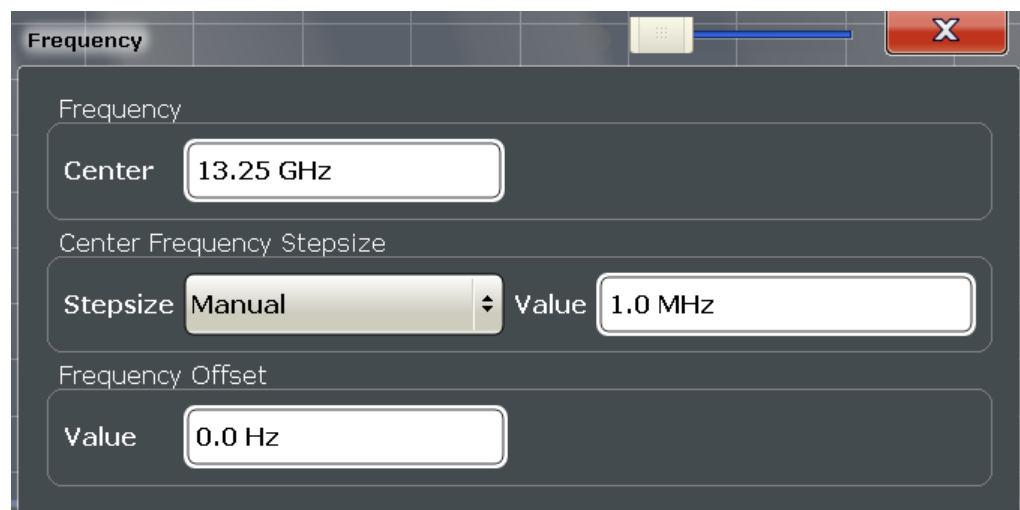 Frequency
X
Frequency
Center 13.25 GHz
Center Frequency Stepsize
Stepsize Manual Value 1.0 MHz
Frequency Offset
Value 0.0 Hz